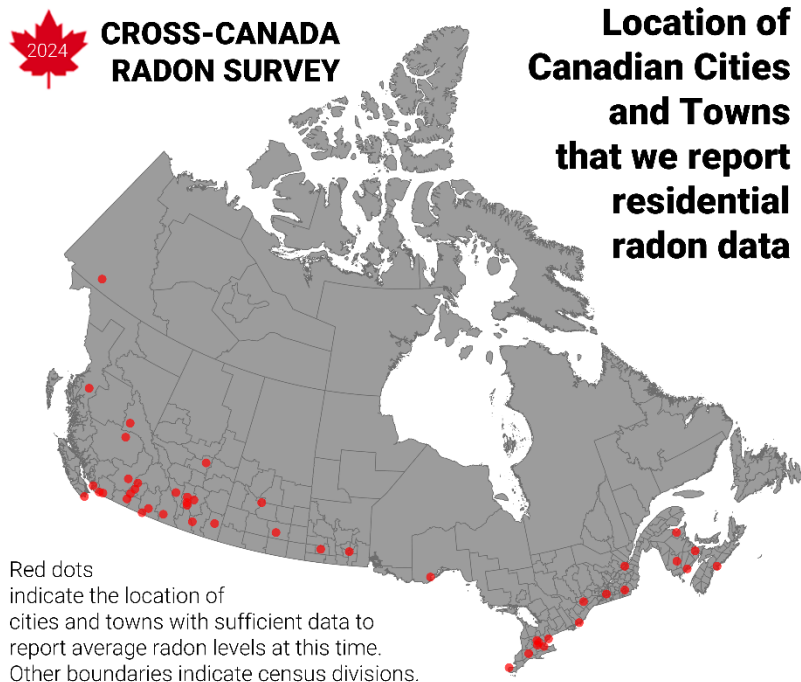 2024
CROSS-CANADA
RADON SURVEY
Location of
Canadian Cities
and Towns
that we report
residential
radon data
Red dots
indicate the location of
cities and towns with sufficient data to
report average radon levels at this time.
Other boundaries indicate census divisions.